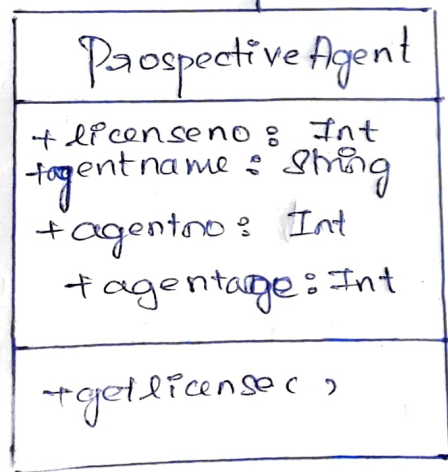 ProspectiveAgent
+ licenseno : Int
+agentname : String
+ agentno : Int
+ agentage : Int
+getlicense( )